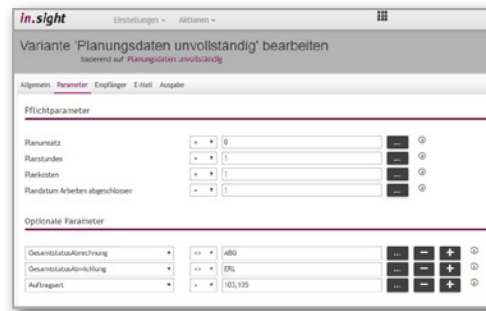 in.sight Einstellungen Aktionen
Variante 'Planungsdaten unvollständig' bearbeiten
basierend auf Planungsdaten unvollständig
Allgemein Parameter Empfänger E-Mail Ausgabe
Pflichtparameter
Planumsatz = 0 ...
Planstunden = 1 ...
Plankosten = 1 ...
Plandatum Arbeiten abgeschlossen = 1 ...
Optionale Parameter
GesamtstatusAbrechnung <> ABG ... - +
GesamtstatusAbwicklung <> ERL ... - +
Auftragsart = 103,105 ... - +